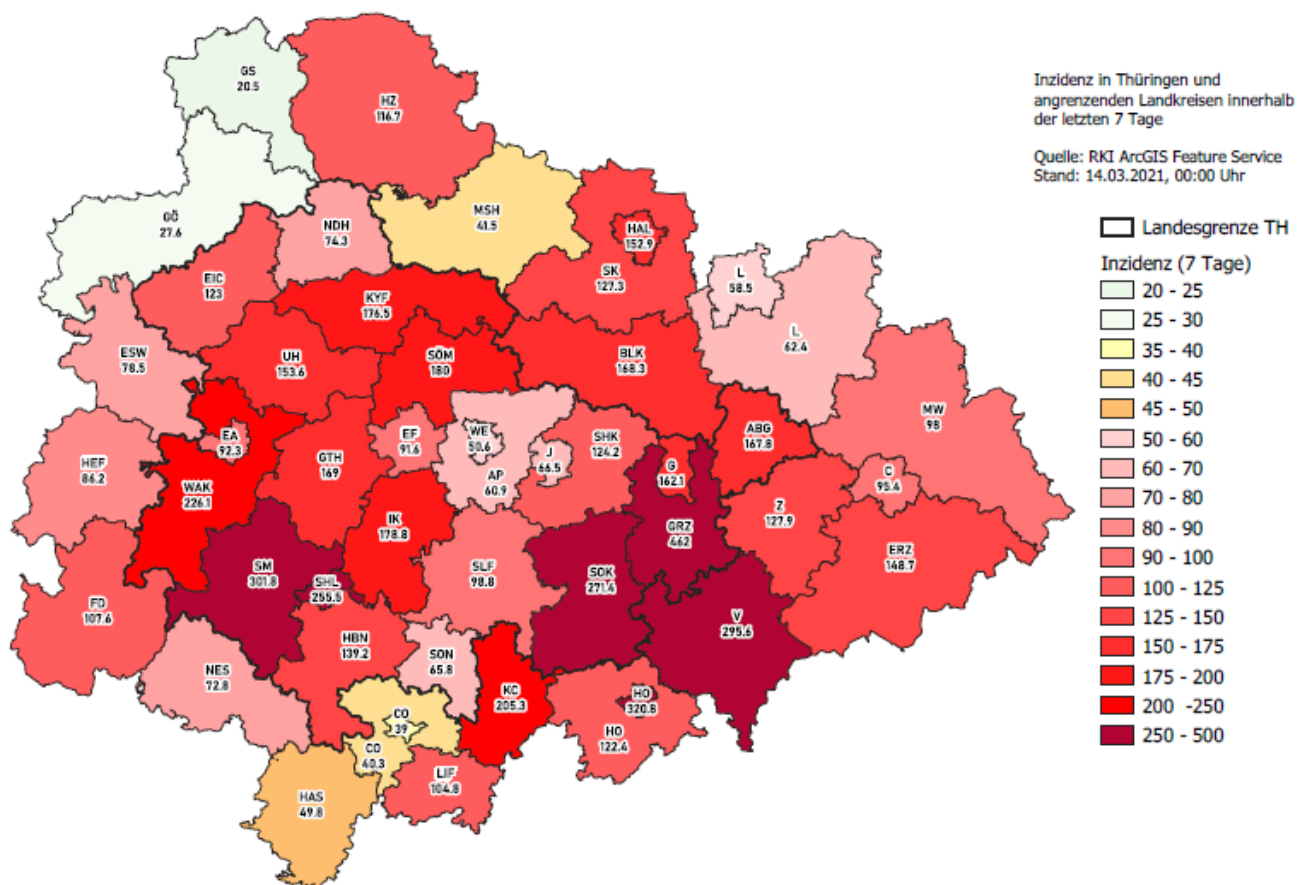 GS
20.5
HZ
116.7
GÖ
27.6
NDH
74.3
MSH
41.5
HAL
152.9
SK
127.3
L
58.5
L
62.4
EIC
123
KYF
176.5
ESW
78.5
UH
153.6
SÖM
180
BLK
168.3
MW
98
EA
92.3
EF
91.6
WE
50.6
J
66.5
SHK
124.2
ABG
167.8
HEF
86.2
GTH
169
AP
60.9
G
162.1
C
95.4
WAK
226.1
IK
178.8
Z
127.9
GRZ
462
ERZ
148.7
SM
301.8
SHL
255.5
SLF
98.8
SOK
271.4
FD
107.6
V
295.6
HBN
139.2
SON
65.8
NES
72.8
KC
205.3
HO
320.8
CO
39
HO
122.4
CO
40.3
LIF
104.8
HAS
49.8
Inzidenz in Thüringen und
angrenzenden Landkreisen innerhalb
der letzten 7 Tage
Quelle: RKI ArcGIS Feature Service
Stand: 14.03.2021, 00:00 Uhr
Landesgrenze TH
Inzidenz (7 Tage)
20 - 25
25 - 30
35 - 40
40 - 45
45 - 50
50 - 60
60 - 70
70 - 80
80 - 90
90 - 100
100 - 125
125 - 150
150 - 175
175 - 200
200 -250
250 - 500